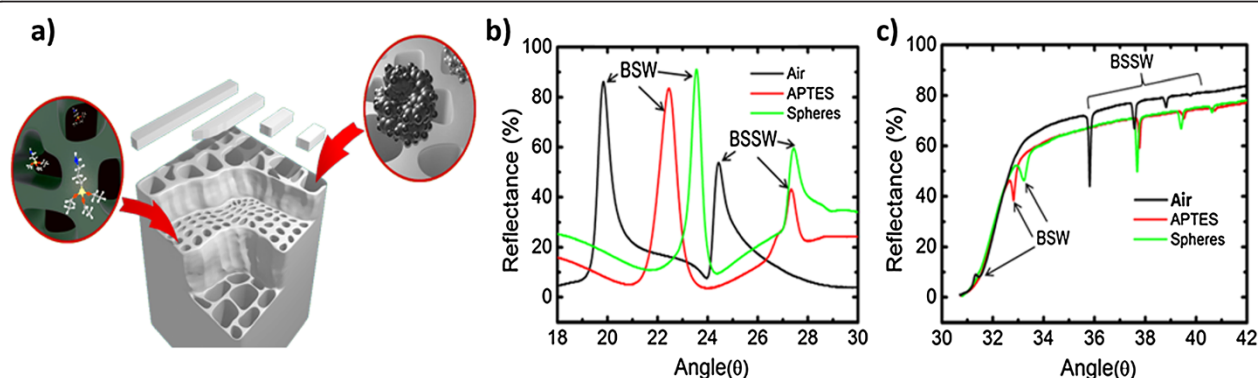 a)
b)
100
80
60
40
20
0
Reflectance (%)
18 20 22 24 26 28 30
Angle(θ)
BSW
BSSW
Air
APTES
Spheres
c)
100
80
60
40
20
0
Reflectance (%)
30 32 34 36 38 40 42
Angle(θ)
BSSW
BSW
Air
APTES
Spheres